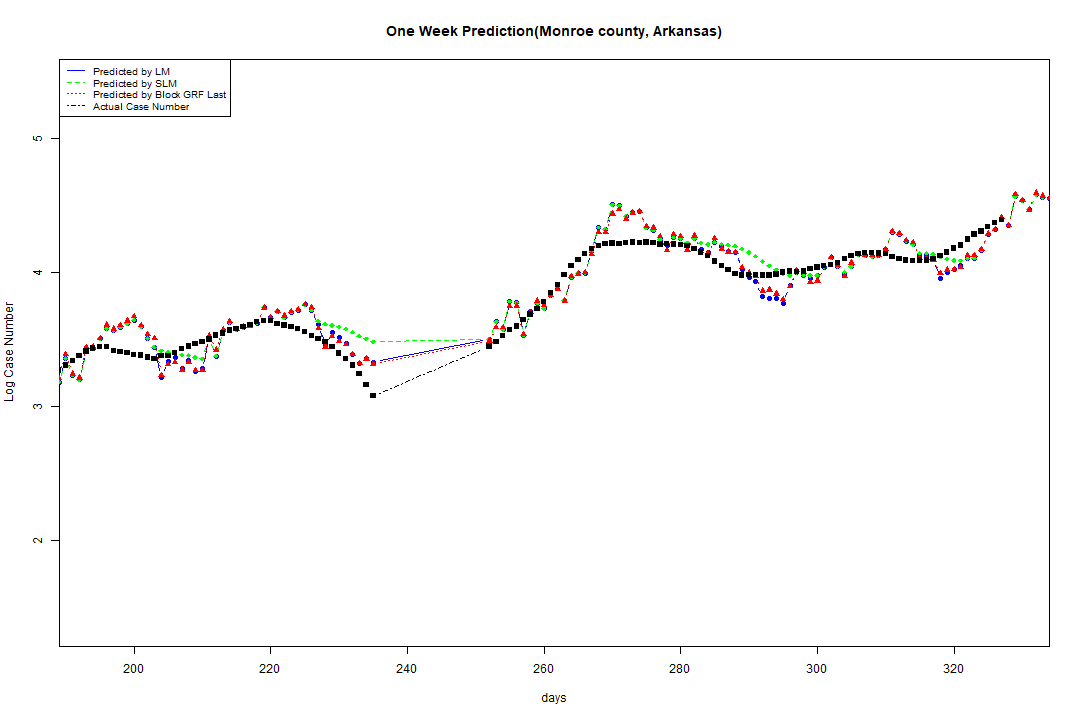 One Week Prediction(Monroe county, Arkansas)
Predicted by LM
Predicted by SLM
Predicted by Block GRF Last
Actual Case Number
5
4
3
2
Log Case Number
200 220 240 260 280 300 320
days